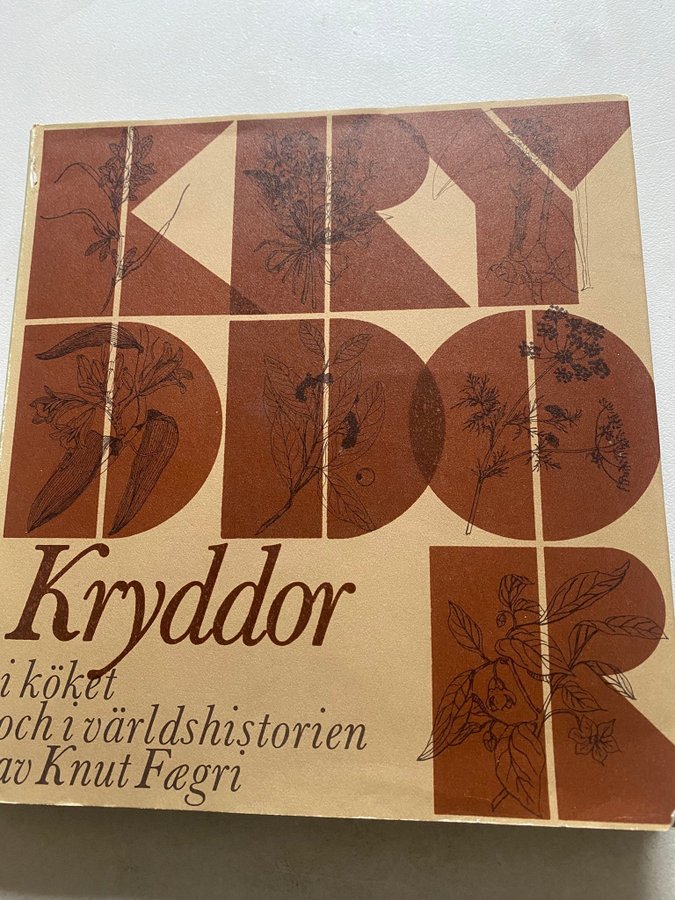 KRY
DDO
R
Kryddor
i köket
och i världshistorien
av Knut Fægri